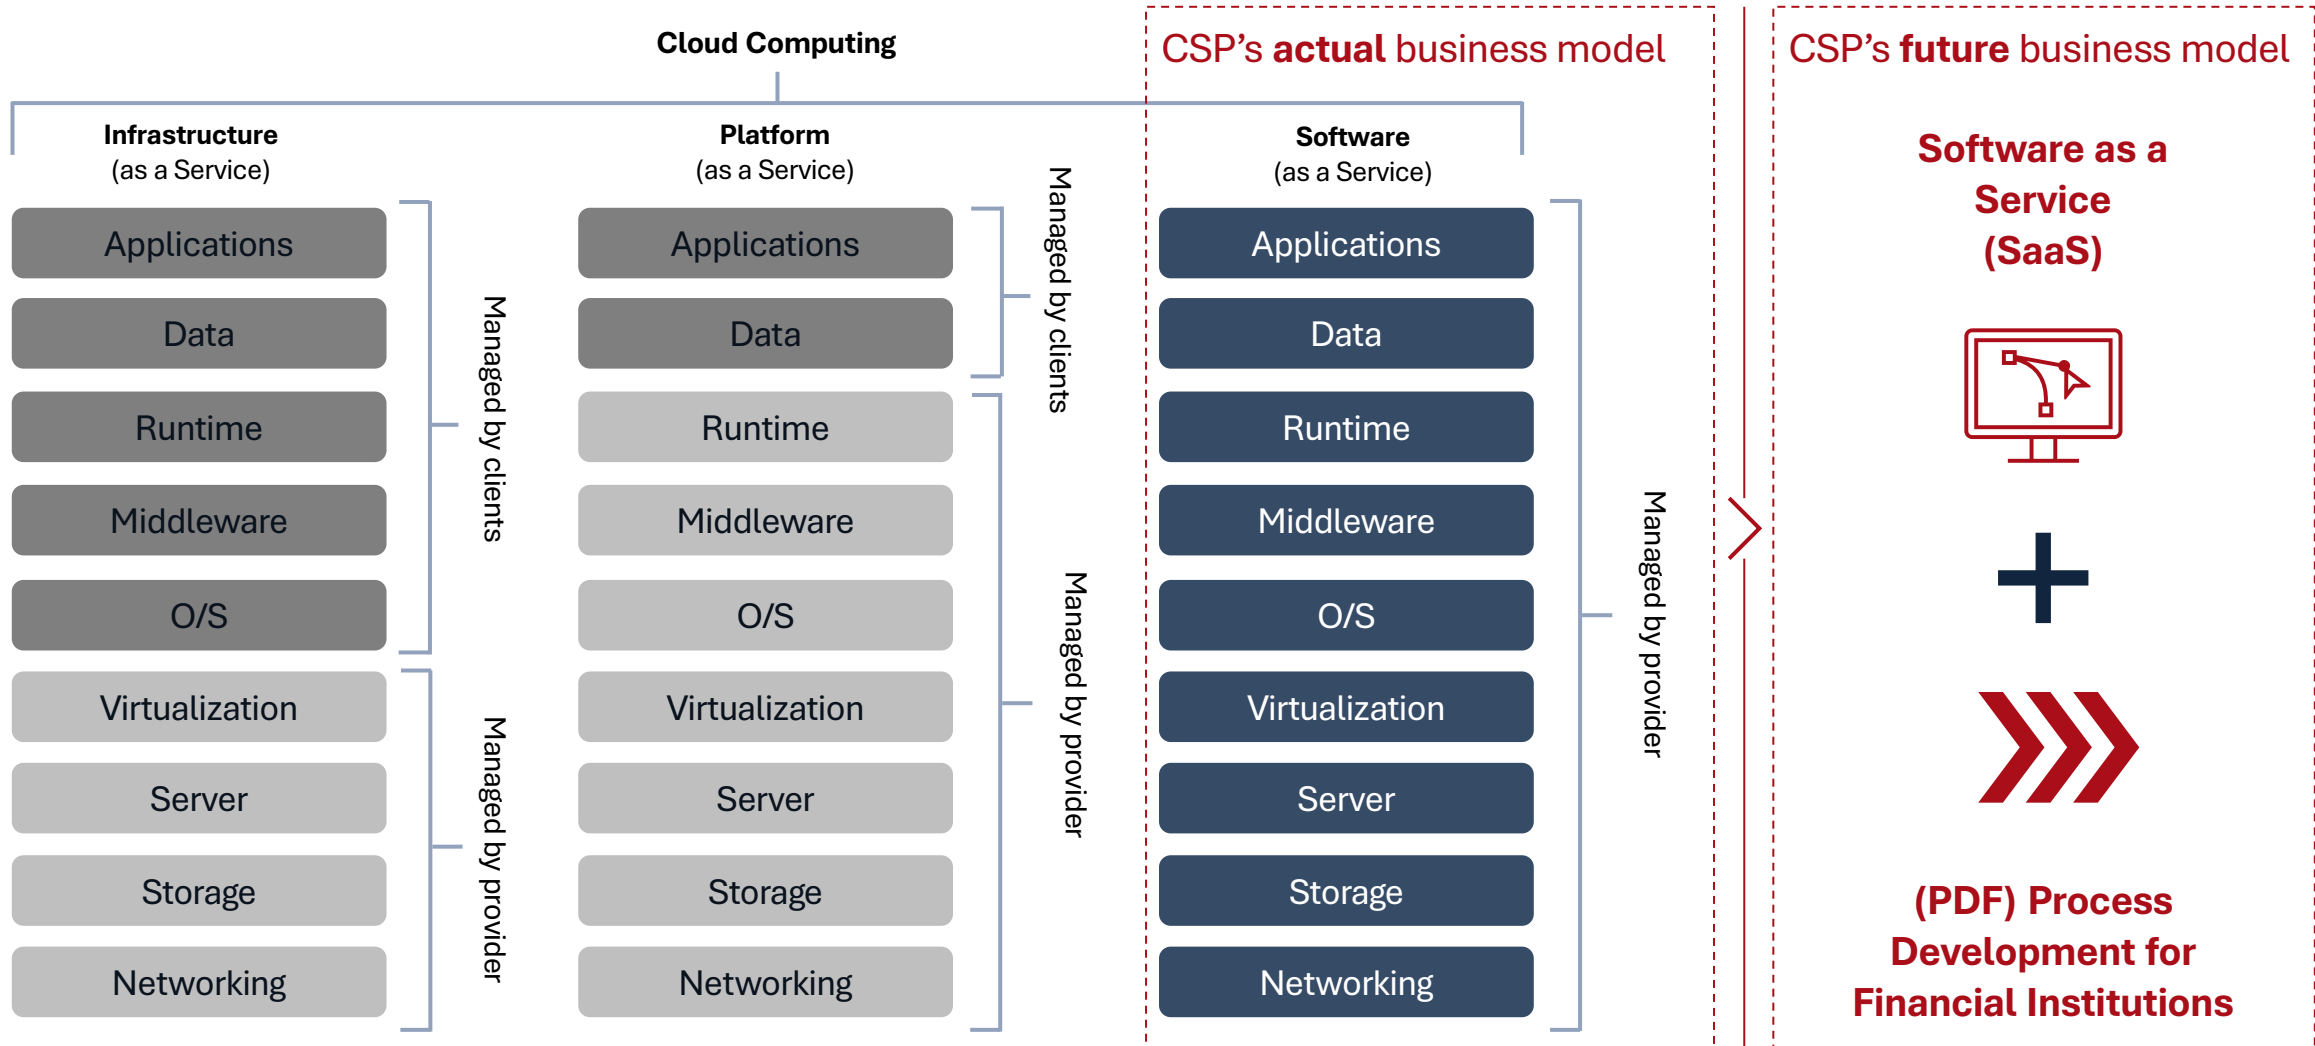 Cloud Computing
Infrastructure
(as a Service)
Applications
Data
Runtime
Middleware
O/S
Virtualization
Server
Storage
Networking
Managed by clients
Managed by provider
Platform
(as a Service)
Applications
Data
Runtime
Middleware
O/S
Virtualization
Server
Storage
Networking
Managed by clients
Managed by provider
CSP's actual business model
Software
(as a Service)
Applications
Data
Runtime
Middleware
O/S
Virtualization
Server
Storage
Networking
Managed by provider
CSP's future business model
Software as a
Service
(SaaS)
(PDF) Process
Development for
Financial Institutions